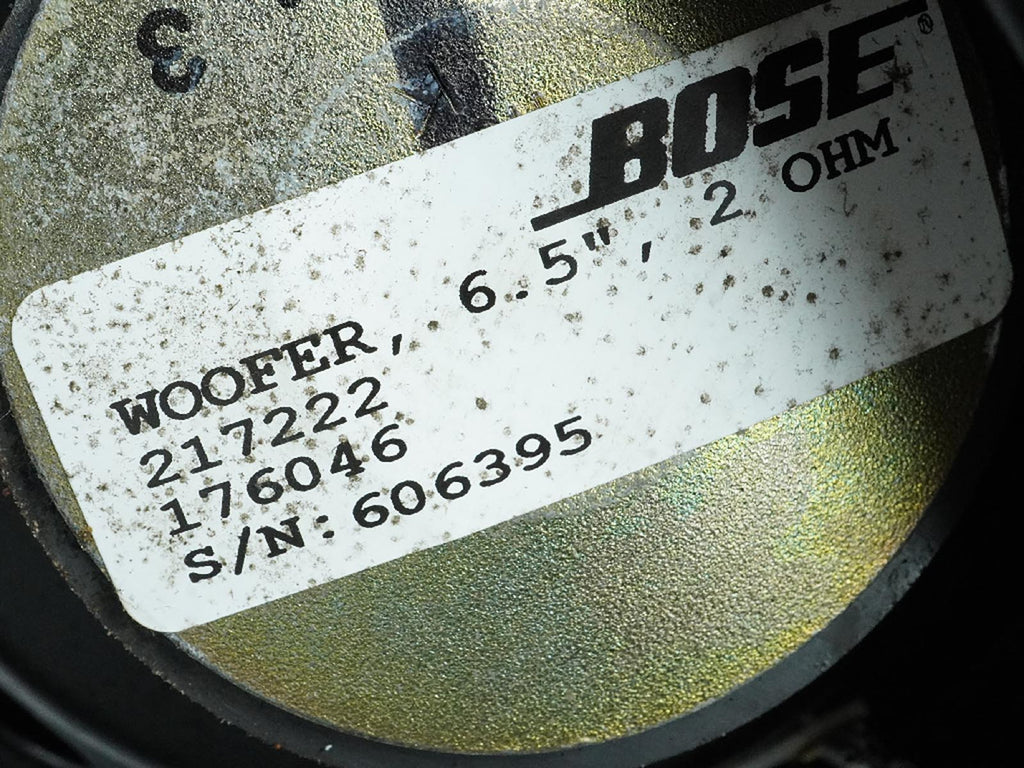 3
BOSE®
WOOFER, 6.5", 2 OHM
217222
176046
S/N:606395